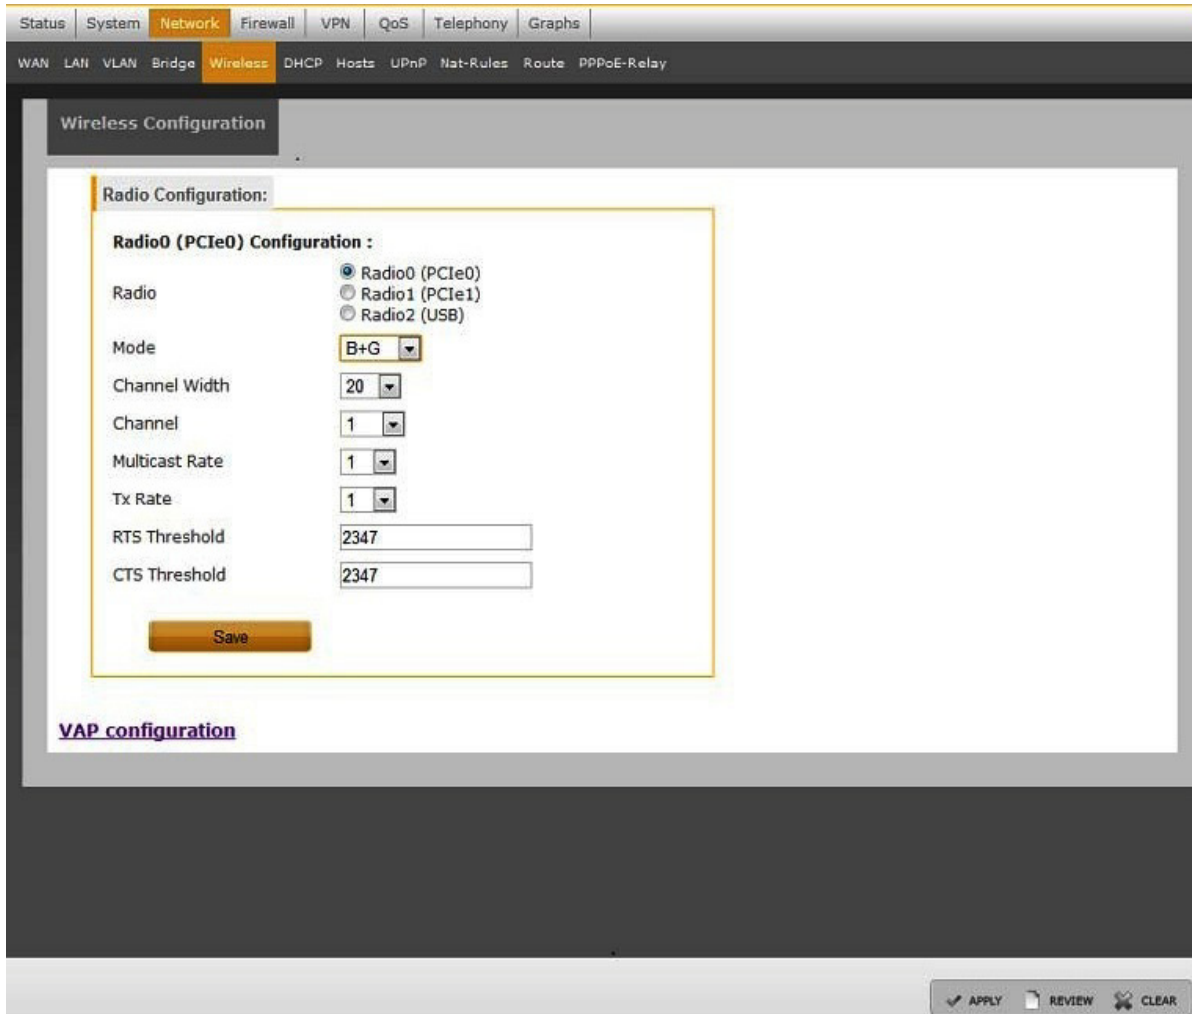 Status System Network Firewall VPN QoS Telephony Graphs
WAN LAN VLAN Bridge Wireless DHCP Hosts UPnP Nat-Rules Route PPPoE-Relay
Wireless Configuration
Radio Configuration:
Radio0 (PCIe0) Configuration :
Radio
Radio0 (PCIe0)
Radio1 (PCIe1)
Radio2 (USB)
Mode B+G
Channel Width 20
Channel 1
Multicast Rate 1
Tx Rate 1
RTS Threshold 2347
CTS Threshold 2347
Save
VAP configuration
APPLY REVIEW CLEAR